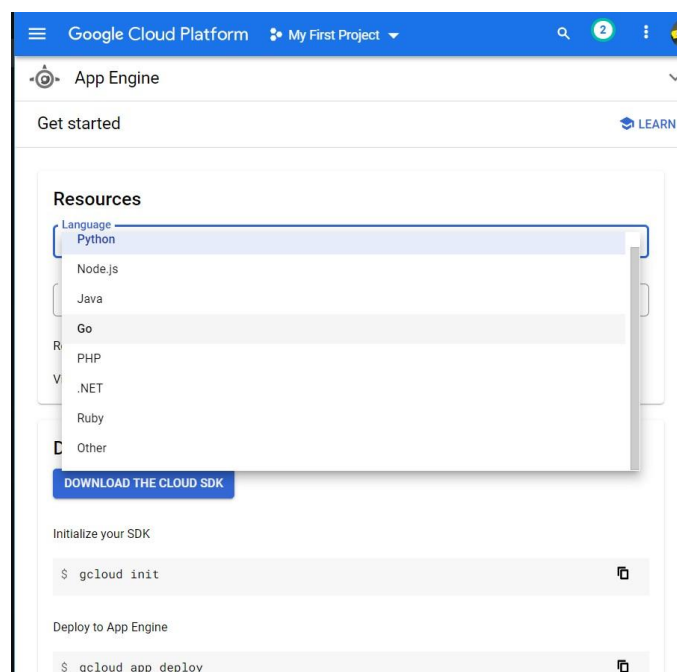 Google Cloud Platform My First Project 2
App Engine
Get started LEARN
Resources
Language
Python
Node.js
Java
Go
PHP
.NET
Ruby
Other
DOWNLOAD THE CLOUD SDK
Initialize your SDK
$ gcloud init
Deploy to App Engine
$ gcloud app deploy